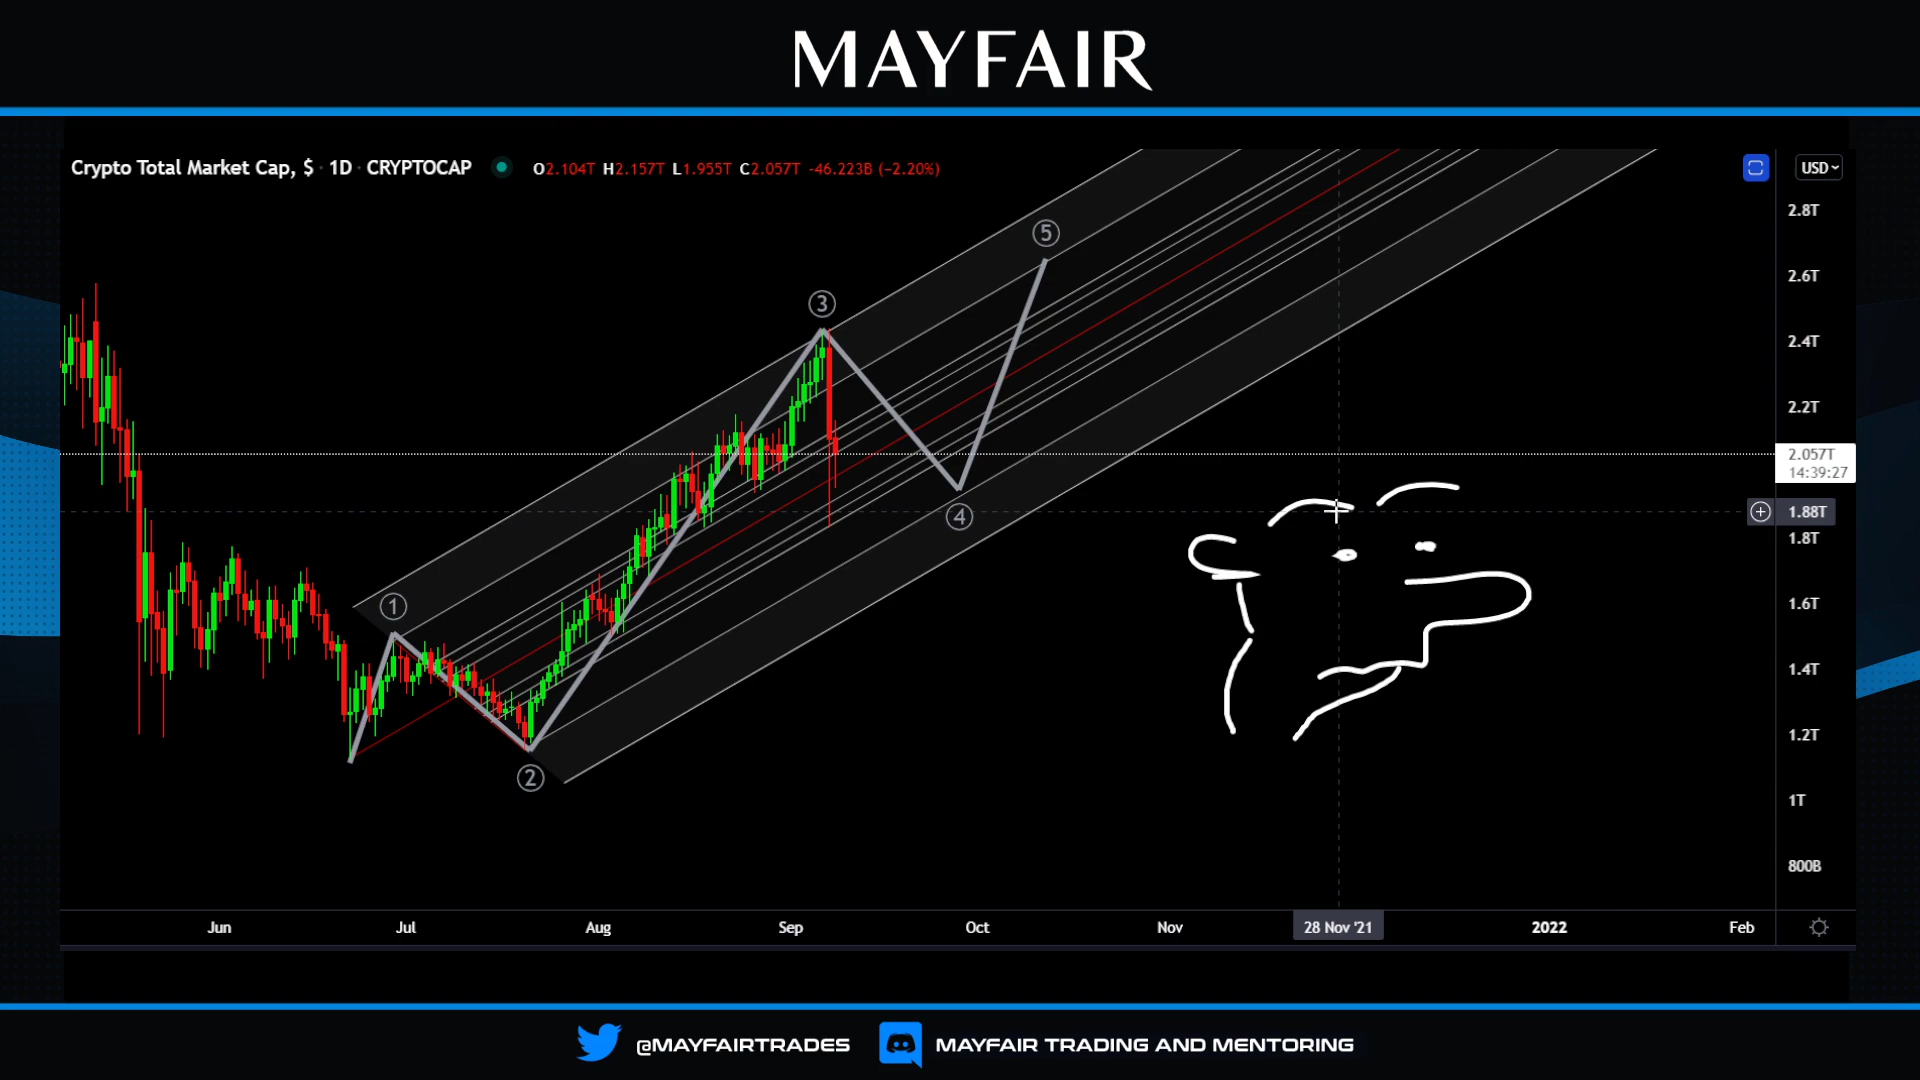 MAYFAIR
Crypto Total Market Cap, $ · 1D · CRYPTOCAP O2.104T H2.157T L1.955T C2.057T -46.223B (−2.20%)
USD
2.8T
⑤
2.6T
③
2.4T
2.2T
2.057T
14:39:27
④
1.88T
1.8T
①
1.6T
1.4T
1.2T
②
1T
800B
Jun Jul Aug Sep Oct Nov 28 Nov '21 2022 Feb
@MAYFAIRTRADES MAYFAIR TRADING AND MENTORING